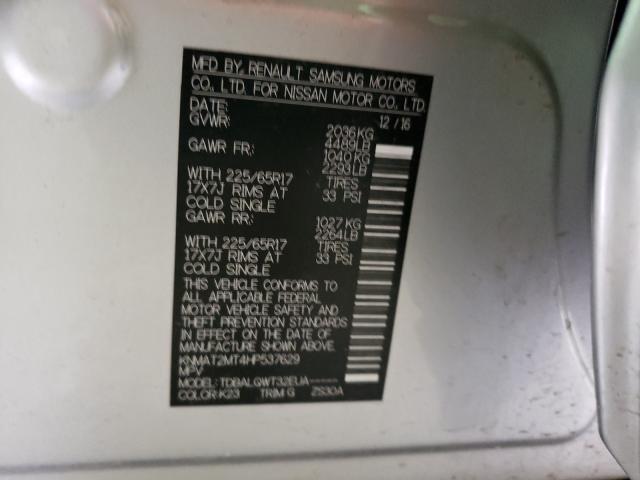 MFD BY RENAULT SAMSUNG MOTORS
CO. LTD. FOR NISSAN MOTOR CO. LTD.
DATE: 12 / 16
GVWR: 2036KG
4489LB
GAWR FR: 1040KG
2293LB
WITH 225/65R17 TIRES
17X7J RIMS AT 33 PSI
COLD SINGLE
GAWR RR: 1027KG
2264LB
WITH 225/65R17 TIRES
17X7J RIMS AT 33 PSI
COLD SINGLE
THIS VEHICLE CONFORMS TO
ALL APPLICABLE FEDERAL
MOTOR VEHICLE SAFETY AND
THEFT PREVENTION STANDARDS
IN EFFECT ON THE DATE OF
MANUFACTURE SHOWN ABOVE.
KNMAT2MT4HP537629
MPV
MODEL: TDBALGWT32EUA-----
COLOR:K23 TRIM:G ZS30A